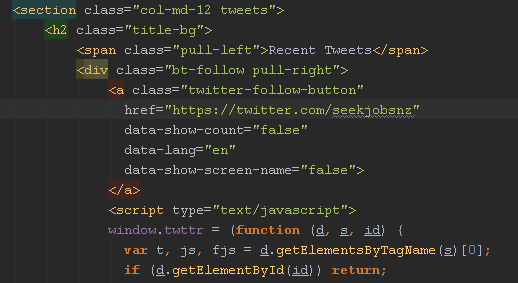 <section class="col-md-12 tweets">
<h2 class="title-bg">
<span class="pull-left">Recent Tweets</span>
<div class="bt-follow pull-right">
<a class="twitter-follow-button"
href="https://twitter.com/seekjobsnz"
data-show-count="false"
data-lang="en"
data-show-screen-name="false">
</a>
<script type="text/javascript">
window.twttr = (function (d, s, id) {
var t, js, fjs = d.getElementsByTagName(s)[0];
if (d.getElementById(id)) return;